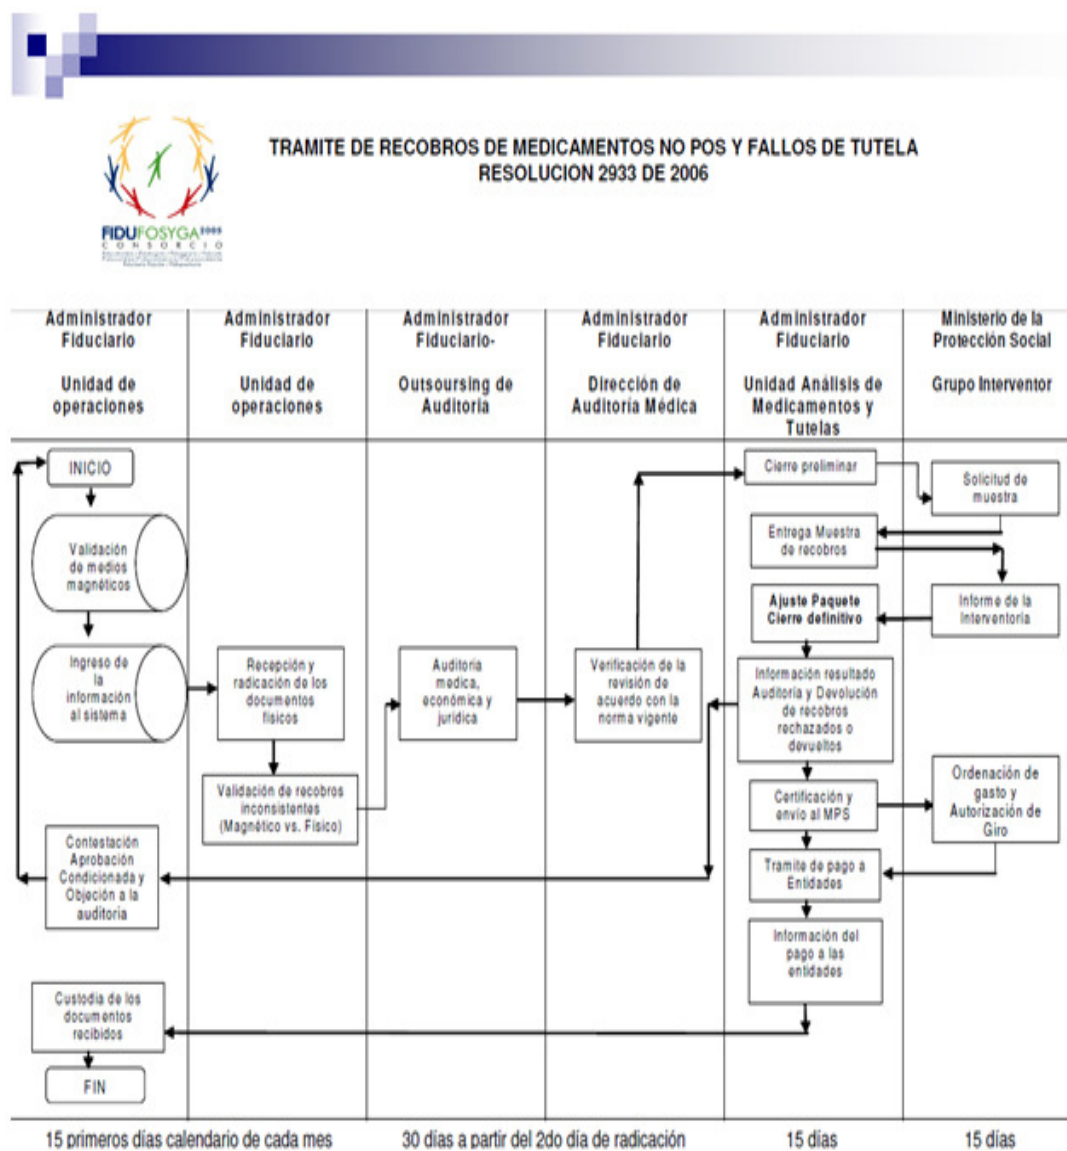 TRAMITE DE RECOBROS DE MEDICAMENTOS NO POS Y FALLOS DE TUTELA
RESOLUCION 2933 DE 2006
FIDUFOSYGA 2005
CONSORCIO
Administrador
Fiduciario
Unidad de
operaciones
Administrador
Fiduciario
Unidad de
operaciones
Administrador
Fiduciario-
Outsoursing de
Auditoria
Administrador
Fiduciario
Dirección de
Auditoría Médica
Administrador
Fiduciario
Unidad Análisis de
Medicamentos y
Tutelas
Ministerio de la
Protección Social
Grupo Interventor
INICIO
Validación
de medios
magnéticos
Ingreso de
la
información
al sistema
Contestación
Aprobación
Condicionada y
Objeción a la
auditoria
Custodia de los
documentos
recibidos
FIN
Recepción y
radicación de los
documentos
físicos
Validación de recobros
inconsistentes
(Magnético vs. Físico)
Auditoría
medica,
económica y
jurídica
Verificación de la
revisión de
acuerdo con la
norma vigente
Cierre preliminar
Entrega Muestra
de recobros
Ajuste Paquete
Cierre definitivo
Información resultado
Auditoría y Devolución
de recobros
rechazados o
devueltos
Certificación y
envío al MPS
Tramite de pago a
Entidades
Información del
pago a las
entidades
Solicitud de
muestra
Informe de la
Interventoría
Ordenación de
gasto y
Autorización de
Giro
15 primeros días calendario de cada mes
30 días a partir del 2do día de radicación
15 días
15 días